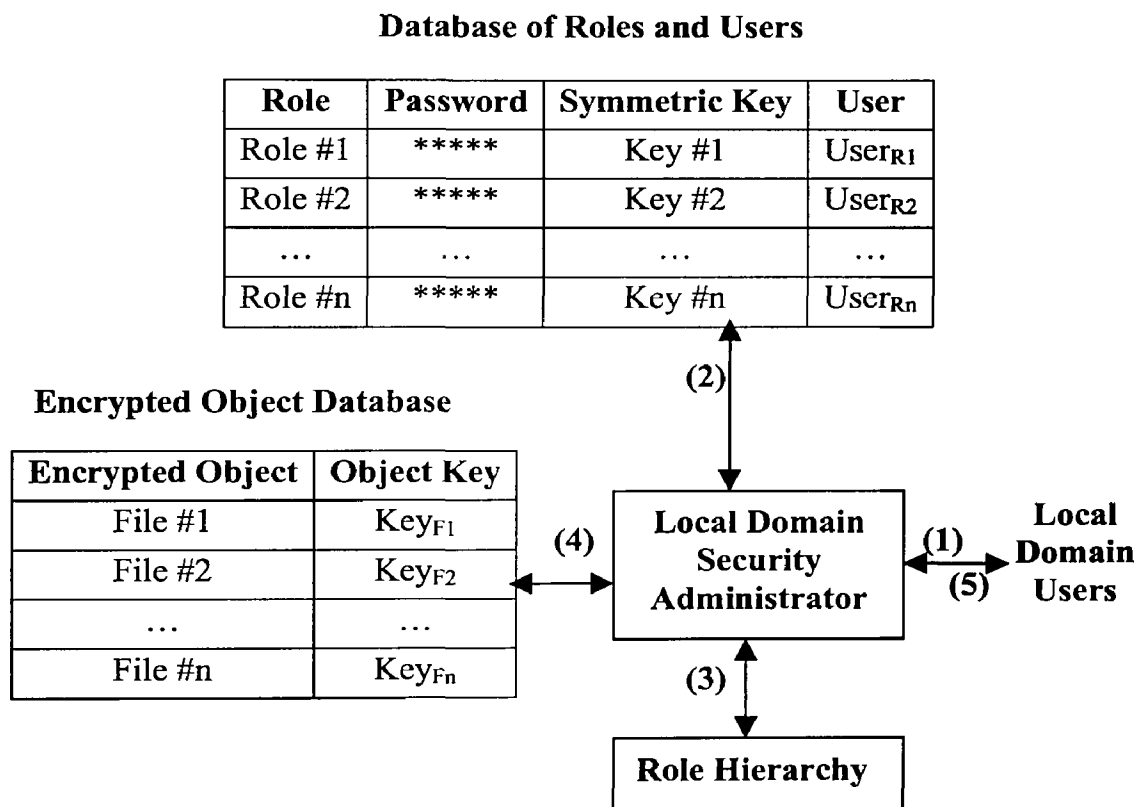 Database of Roles and Users
Role Password Symmetric Key User
Role #1 ***** Key #1 UserR1
Role #2 ***** Key #2 UserR2
... ... ... ...
Role #n ***** Key #n UserRn
(2)
Encrypted Object Database
Encrypted Object Object Key
File #1 KeyF1
File #2 KeyF2
... ...
File #n KeyFn
(4)
Local Domain
Security
Administrator
(1)
(5)
Local
Domain
Users
(3)
Role Hierarchy